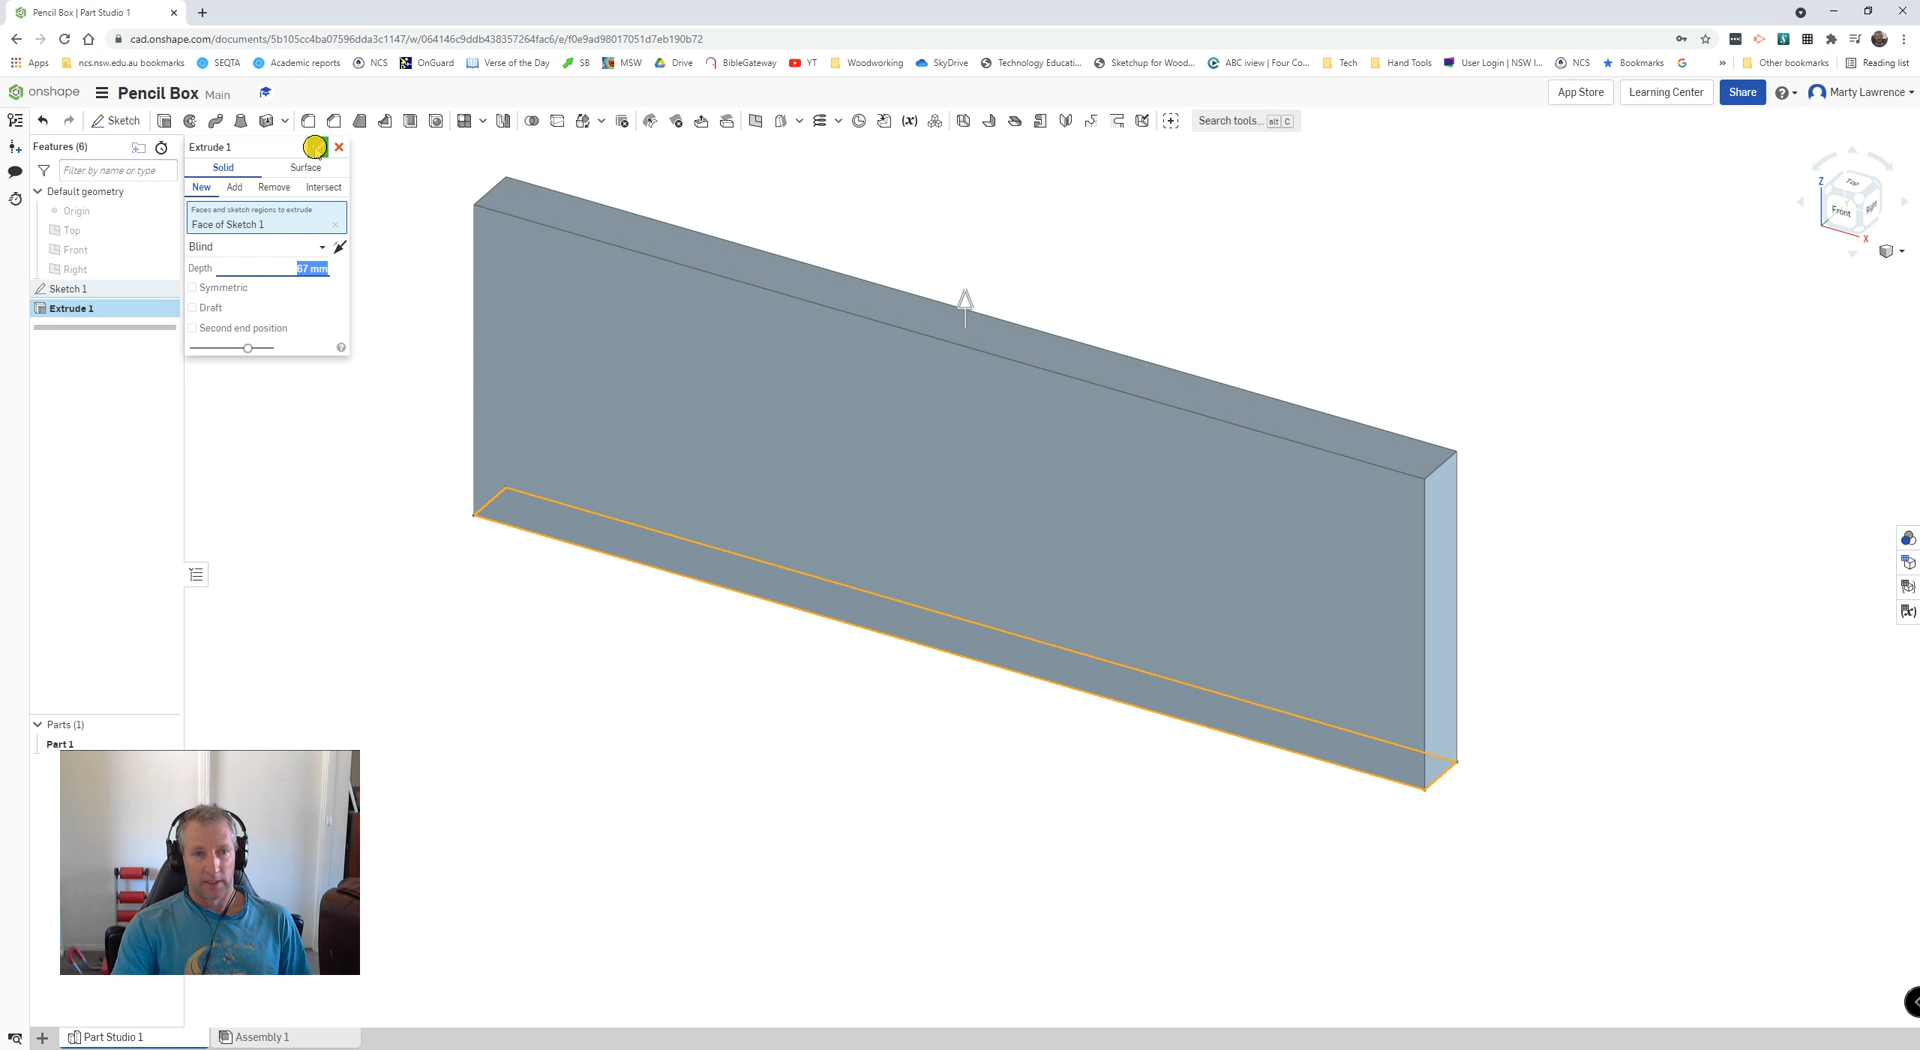 Pencil Box | Part Studio 1
cad.onshape.com/documents/5b105cc4ba07596dda3c1147/w/064146c9ddb438357264fac6/e/f0e9ad98017051d7eb190b72
Apps
ncs.nsw.edu.au bookmarks
SEQTA
Academic reports
NCS
OnGuard
Verse of the Day
SB
MSW
Drive
BibleGateway
YT
Woodworking
SkyDrive
Technology Educati...
Sketchup for Wood...
ABC iview | Four Co...
Tech
Hand Tools
User Login | NSW I...
NCS
Bookmarks
»
Other bookmarks
Reading list
onshape
Pencil Box Main
App Store
Learning Center
Share
Marty Lawrence
Sketch
Search tools... alt C
Features (6)
Filter by name or type
Default geometry
Origin
Top
Front
Right
Sketch 1
Extrude 1
Extrude 1
Solid
Surface
New
Add
Remove
Intersect
Faces and sketch regions to extrude
Face of Sketch 1
Blind
Depth 67 mm
Symmetric
Draft
Second end position
Z
Top
Front
Right
X
Parts (1)
Part 1
Part Studio 1
Assembly 1